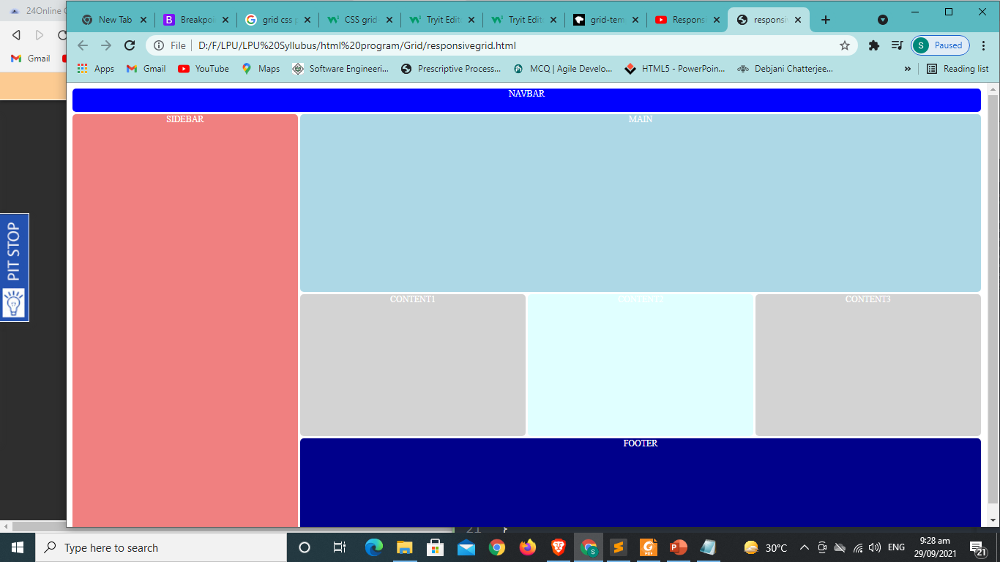 24Online C
New Tab
Breakpoi
grid css p
CSS grid-
Tryit Edit
Tryit Edit
grid-tem
Respons
responsi
File
D:/F/LPU/LPU%20Syllubus/html%20program/Grid/responsivegrid.html
S
Paused
Gmail
Apps
Gmail
YouTube
Maps
Software Engineeri...
Prescriptive Process...
MCQ | Agile Develo...
HTML5 - PowerPoin...
Debjani Chatterjee...
»
Reading list
NAVBAR
SIDEBAR
MAIN
PIT STOP
CONTENT1
CONTENT2
CONTENT3
FOOTER
21 }
Type here to search
30°C
ENG
9:28 am
29/09/2021
21